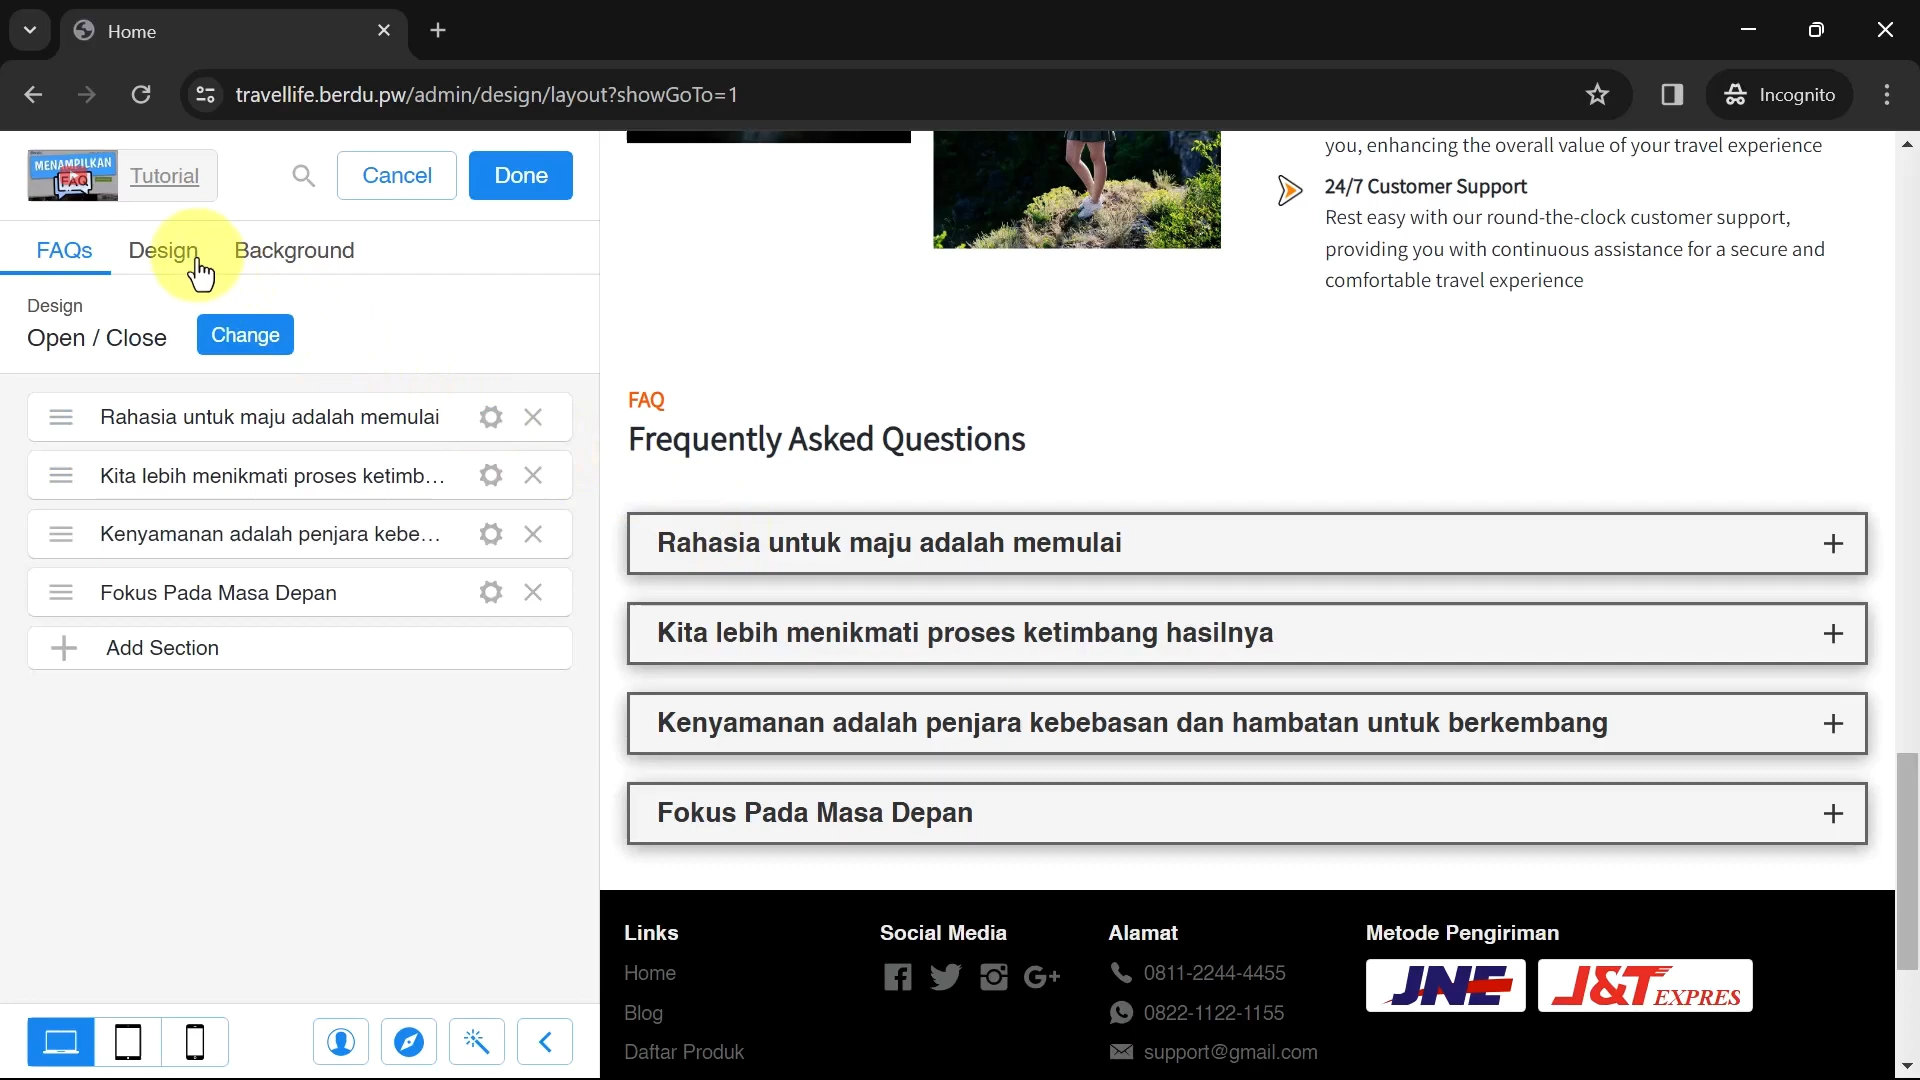 Home
travellife.berdu.pw/admin/design/layout?showGoTo=1
Incognito
MENAMPILKAN
FAQ
Tutorial
Cancel
Done
FAQs
Design
Background
Design
Open / Close
Change
Rahasia untuk maju adalah memulai
Kita lebih menikmati proses ketimb...
Kenyamanan adalah penjara kebe...
Fokus Pada Masa Depan
Add Section
you, enhancing the overall value of your travel experience
24/7 Customer Support
Rest easy with our round-the-clock customer support,
providing you with continuous assistance for a secure and
comfortable travel experience
FAQ
Frequently Asked Questions
Rahasia untuk maju adalah memulai
Kita lebih menikmati proses ketimbang hasilnya
Kenyamanan adalah penjara kebebasan dan hambatan untuk berkembang
Fokus Pada Masa Depan
Links
Home
Blog
Daftar Produk
Social Media
G+
Alamat
0811-2244-4455
0822-1122-1155
support@gmail.com
Metode Pengiriman
JNE
J&T EXPRES